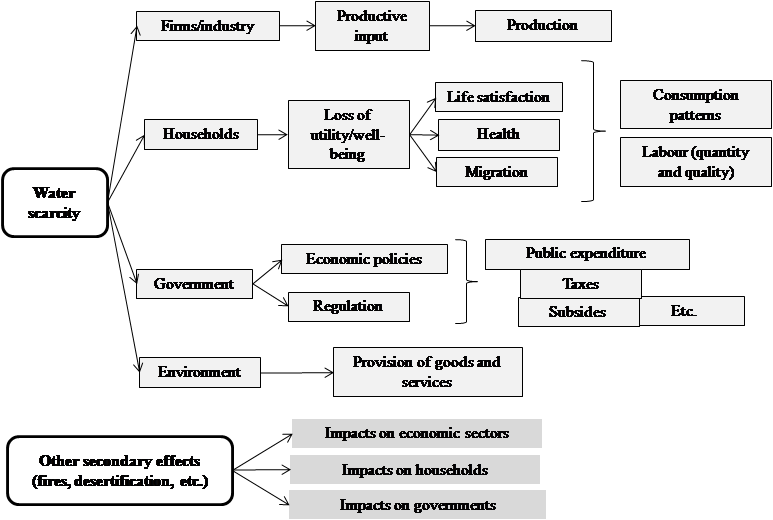 Firms/industry
Productive
input
Production
Households
Loss of
utility/well-
being
Life satisfaction
Health
Migration
Consumption
patterns
Labour (quantity
and quality)
Water
scarcity
Government
Economic policies
Regulation
Public expenditure
Taxes
Subsides
Etc.
Environment
Provision of goods and
services
Other secondary effects
(fires, desertification, etc.)
Impacts on economic sectors
Impacts on households
Impacts on governments